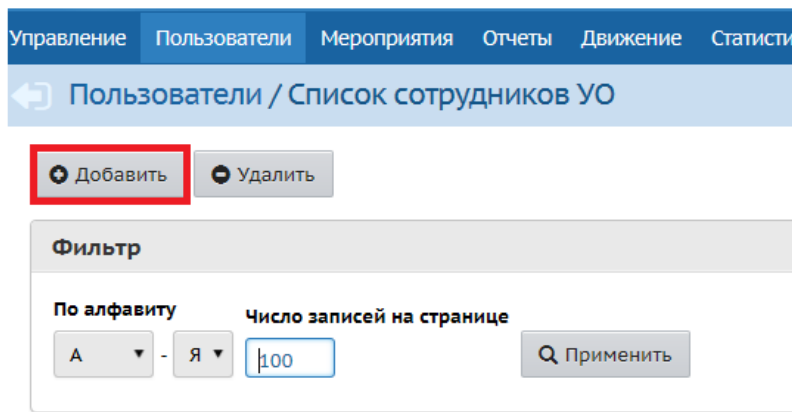 Управление Пользователи Мероприятия Отчеты Движение Статисти
Пользователи / Список сотрудников УО
Добавить Удалить
Фильтр
По алфавиту Число записей на странице
А - Я 100 Применить